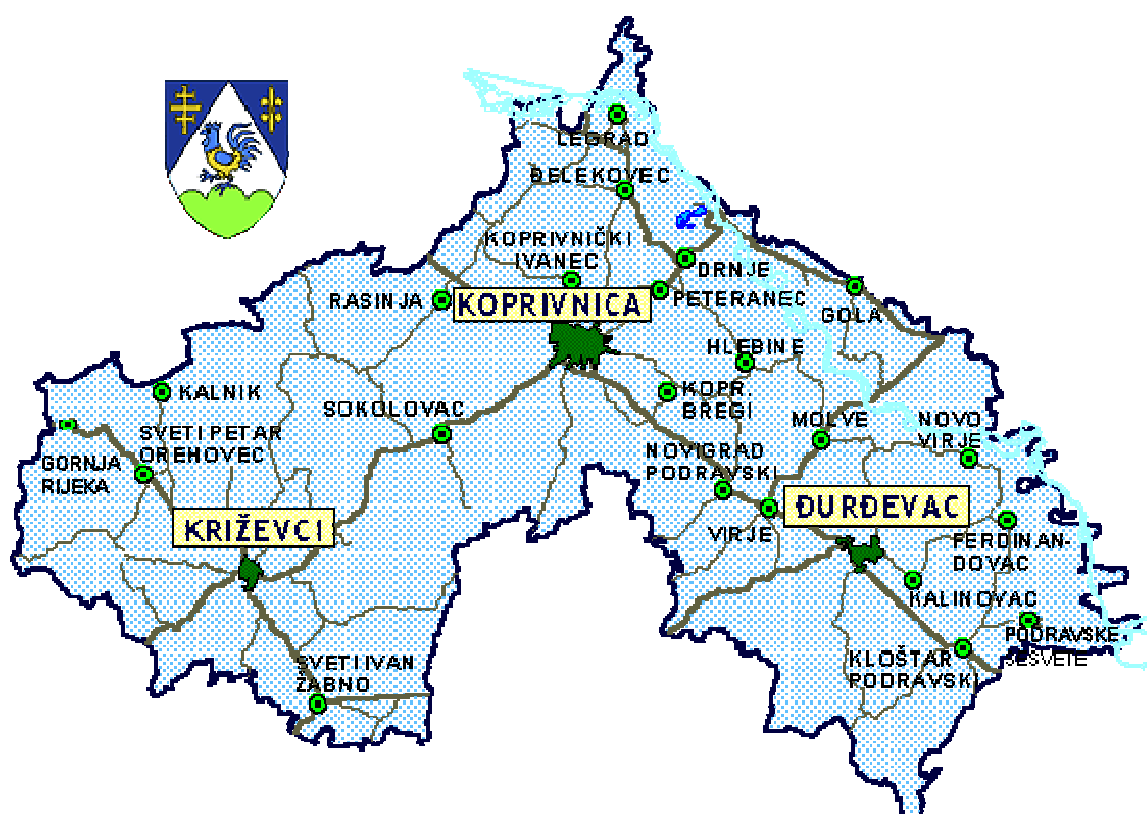 LEGRAD
ĐELEKOVEC
KOPRIVNIČKI
IVANEC
DRNJE
RASINJA
KOPRIVNICA
PETERANEC
GOLA
HLEBINE
KALNIK
KOPR.
BREGI
SOKOLOVAC
MOLVE
NOVO
VIRJE
SVETI PETAR
OREHOVEC
GORNJA
RIJEKA
NOVIGRAD
PODRAVSKI
KRIŽEVCI
ĐURĐEVAC
VIRJE
FERDINAN-
DOVAC
KALINOVAC
PODRAVSKE
SESVETE
SVETI IVAN
ŽABNO
KLOŠTAR
PODRAVSKI